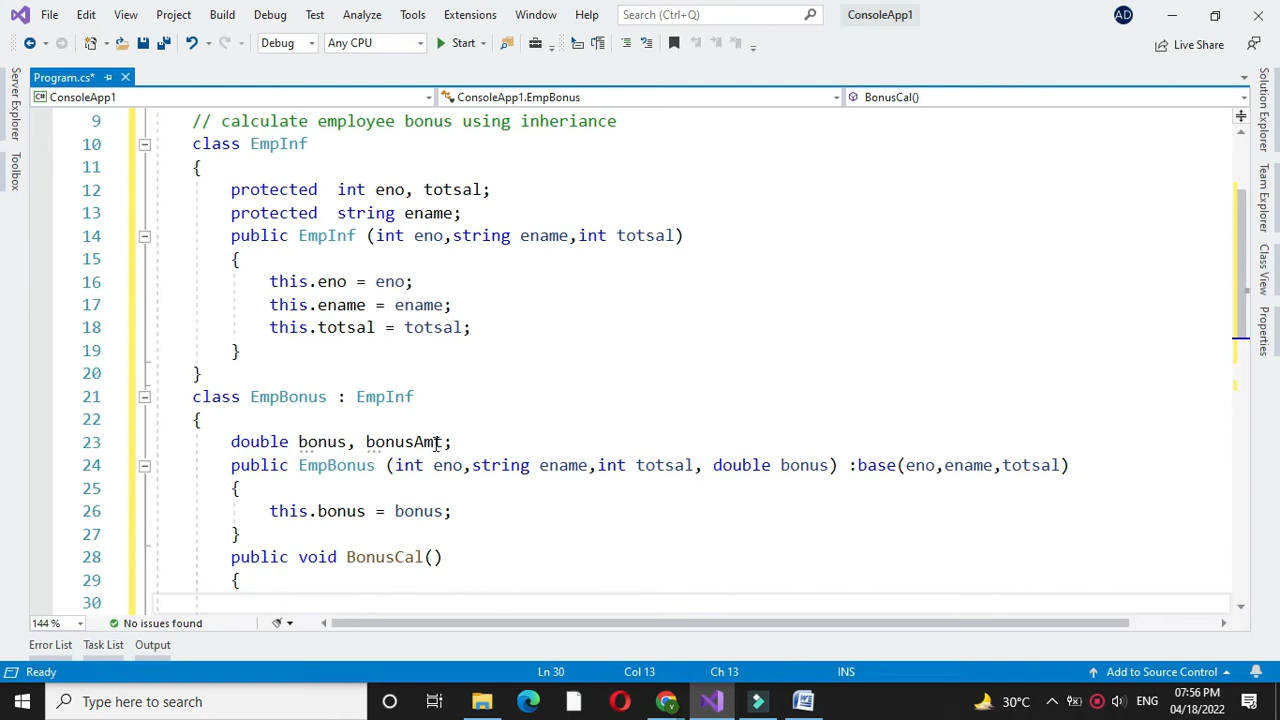 File Edit View Project Build Debug Test Analyze Tools Extensions Window Help Search (Ctrl+Q) ConsoleApp1 AD
Debug Any CPU Start Live Share
Program.cs*
ConsoleApp1 ConsoleApp1.EmpBonus BonusCal()
Server Explorer
Toolbox
Solution Explorer
Team Explorer
Class View
Properties
9 // calculate employee bonus using inheriance
10 class EmpInf
11 {
12 protected  int eno, totsal;
13 protected  string ename;
14 public EmpInf (int eno,string ename,int totsal)
15 {
16 this.eno = eno;
17 this.ename = ename;
18 this.totsal = totsal;
19 }
20 }
21 class EmpBonus : EmpInf
22 {
23 double bonus, bonusAmt;
24 public EmpBonus (int eno,string ename,int totsal, double bonus) :base(eno,ename,totsal)
25 {
26 this.bonus = bonus;
27 }
28 public void BonusCal()
29 {
30
144 % No issues found
Error List Task List Output
Ready Ln 30 Col 13 Ch 13 INS Add to Source Control
Type here to search 30°C ENG 07:56 PM
04/18/2022